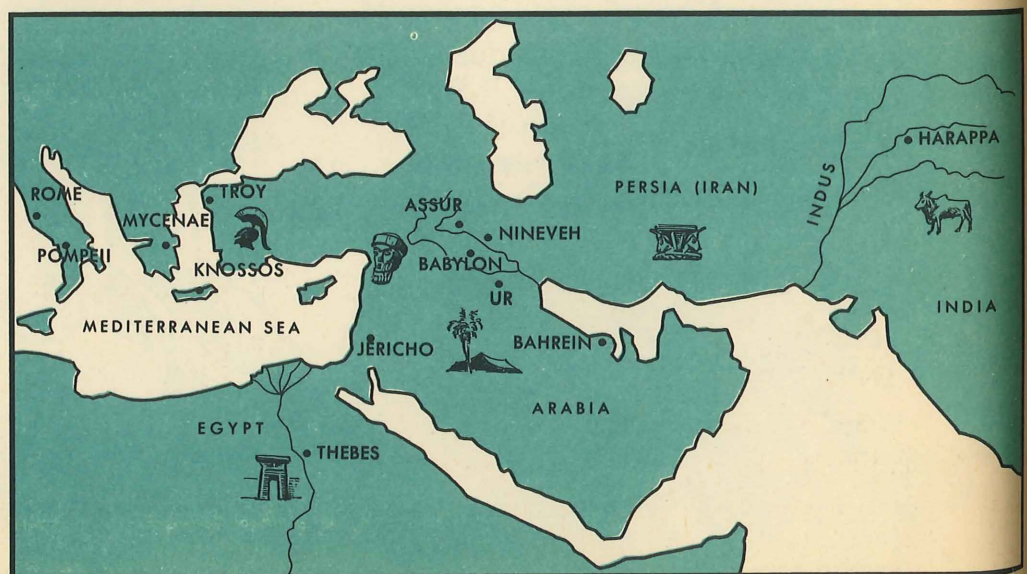 ROME
POMPEII
MYCENAE
TROY
KNOSSOS
MEDITERRANEAN SEA
ASSUR
NINEVEH
BABYLON
UR
JERICHO
BAHREIN
ARABIA
EGYPT
THEBES
PERSIA (IRAN)
INDUS
HARAPPA
INDIA